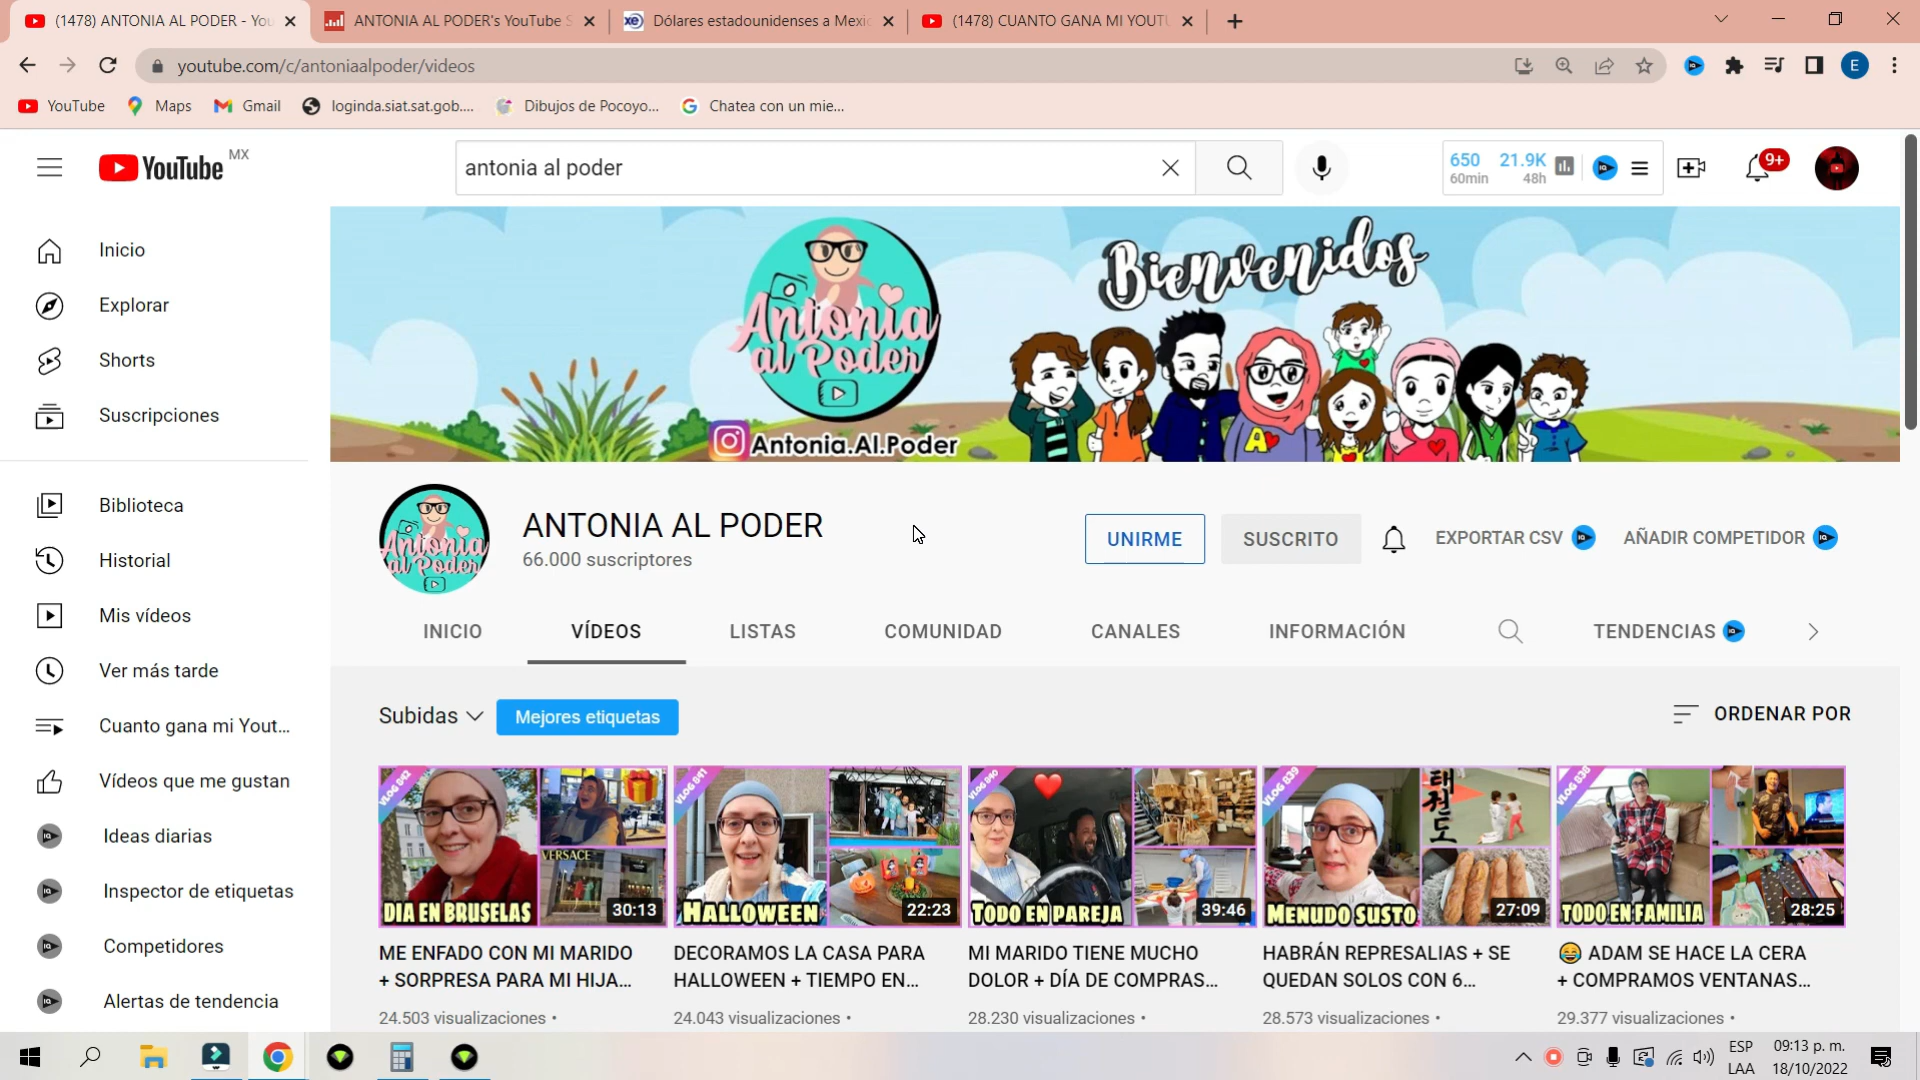 (1478) ANTONIA AL PODER - You
ANTONIA AL PODER's YouTube S
Dólares estadounidenses a Mexic
(1478) CUANTO GANA MI YOUTU
youtube.com/c/antoniaalpoder/videos
E
YouTube
Maps
Gmail
loginda.siat.sat.gob....
Dibujos de Pocoyo...
Chatea con un mie...
YouTube MX
antonia al poder
650 21.9K
60min 48h
9+
Inicio
Explorar
Shorts
Suscripciones
Biblioteca
Historial
Mis vídeos
Ver más tarde
Cuanto gana mi Yout...
Vídeos que me gustan
Ideas diarias
Inspector de etiquetas
Competidores
Alertas de tendencia
Antonia
al Poder
Bienvenidos
Antonia.Al.Poder
A
Antonia
al Poder
ANTONIA AL PODER
66.000 suscriptores
UNIRME
SUSCRITO
EXPORTAR CSV
AÑADIR COMPETIDOR
INICIO
VÍDEOS
LISTAS
COMUNIDAD
CANALES
INFORMACIÓN
TENDENCIAS
Subidas
Mejores etiquetas
ORDENAR POR
VLOG 842
VERSACE
DIA EN BRUSELAS
30:13
VLOG 841
HALLOWEEN
22:23
VLOG 840
TODO EN PAREJA
39:46
VLOG 839
태권도
MENUDO SUSTO
27:09
VLOG 838
TODO EN FAMILIA
28:25
ME ENFADO CON MI MARIDO
+ SORPRESA PARA MI HIJA...
24.503 visualizaciones •
DECORAMOS LA CASA PARA
HALLOWEEN + TIEMPO EN...
24.043 visualizaciones •
MI MARIDO TIENE MUCHO
DOLOR + DÍA DE COMPRAS...
28.230 visualizaciones •
HABRÁN REPRESALIAS + SE
QUEDAN SOLOS CON 6...
28.573 visualizaciones •
😂 ADAM SE HACE LA CERA
+ COMPRAMOS VENTANAS...
29.377 visualizaciones •
ESP
LAA
09:13 p. m.
18/10/2022